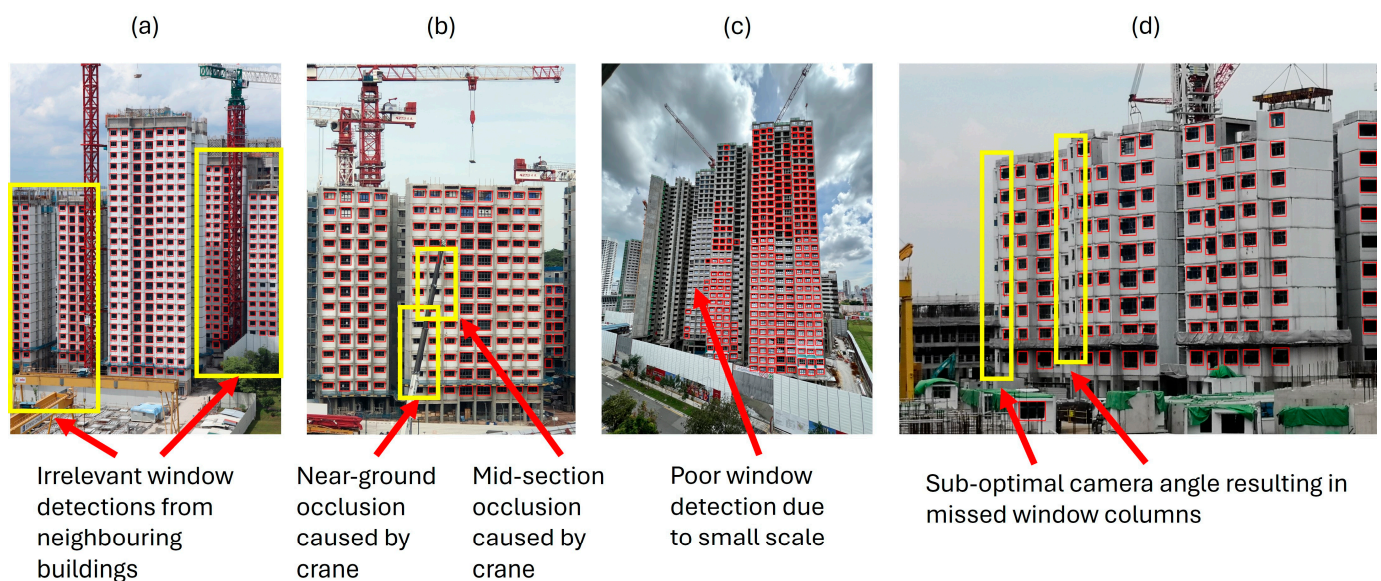 (a)
(b)
(c)
(d)
Irrelevant window
detections from
neighbouring
buildings
Near-ground
occlusion
caused by
crane
Mid-section
occlusion
caused by
crane
Poor window
detection due
to small scale
Sub-optimal camera angle resulting in
missed window columns